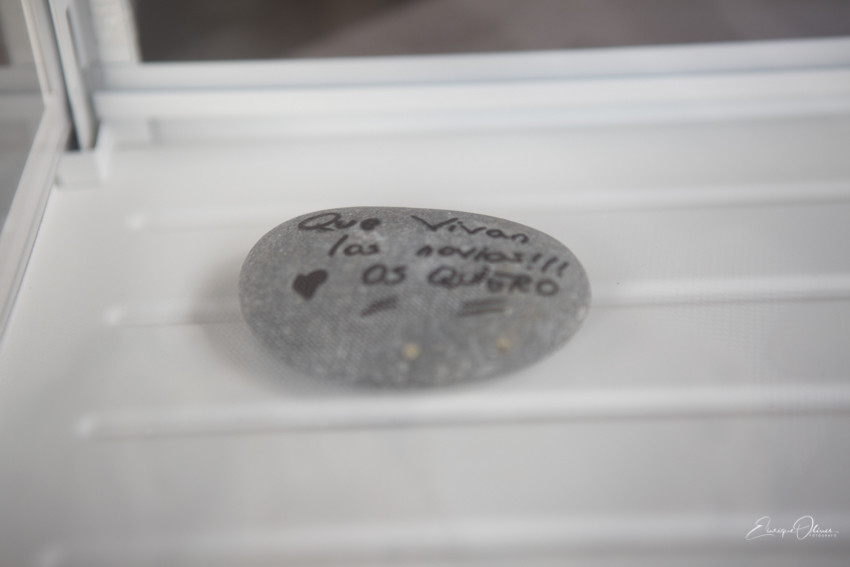 Que Vivan
los novios!!!
♥ OS QUIERO